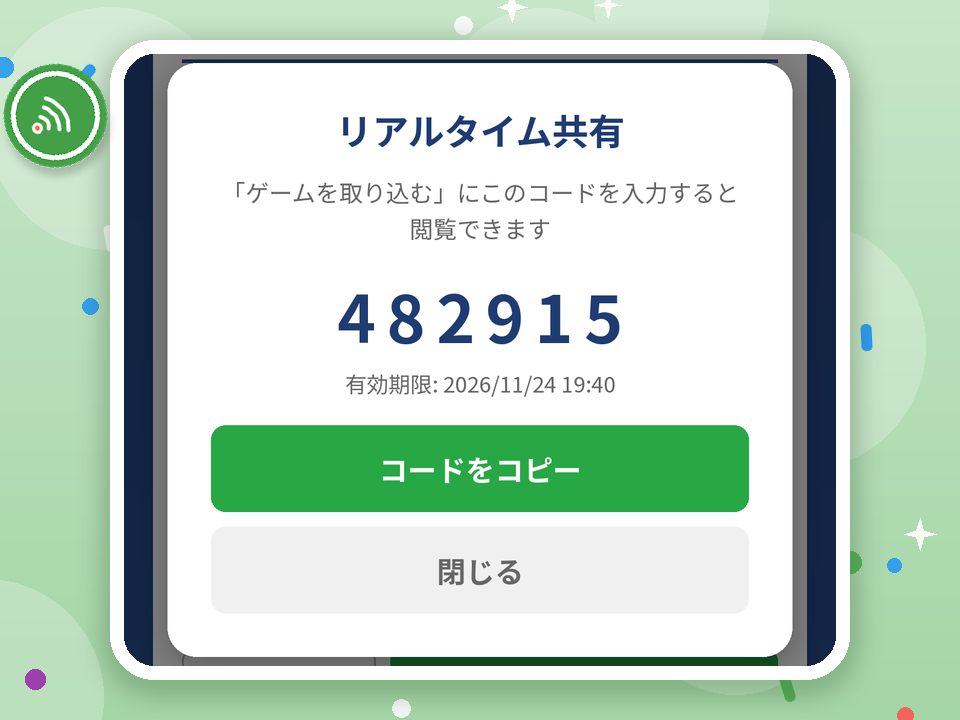 リアルタイム共有
「ゲームを取り込む」にこのコードを入力すると
閲覧できます
482915
有効期限: 2026/11/24 19:40
コードをコピー
閉じる